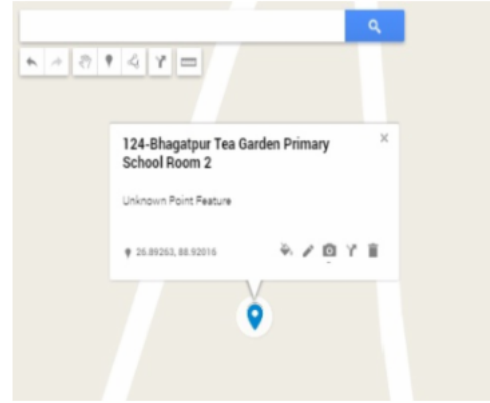 124-Bhagatpur Tea Garden Primary
School Room 2
Unknown Point Feature
26.89263, 88.92016